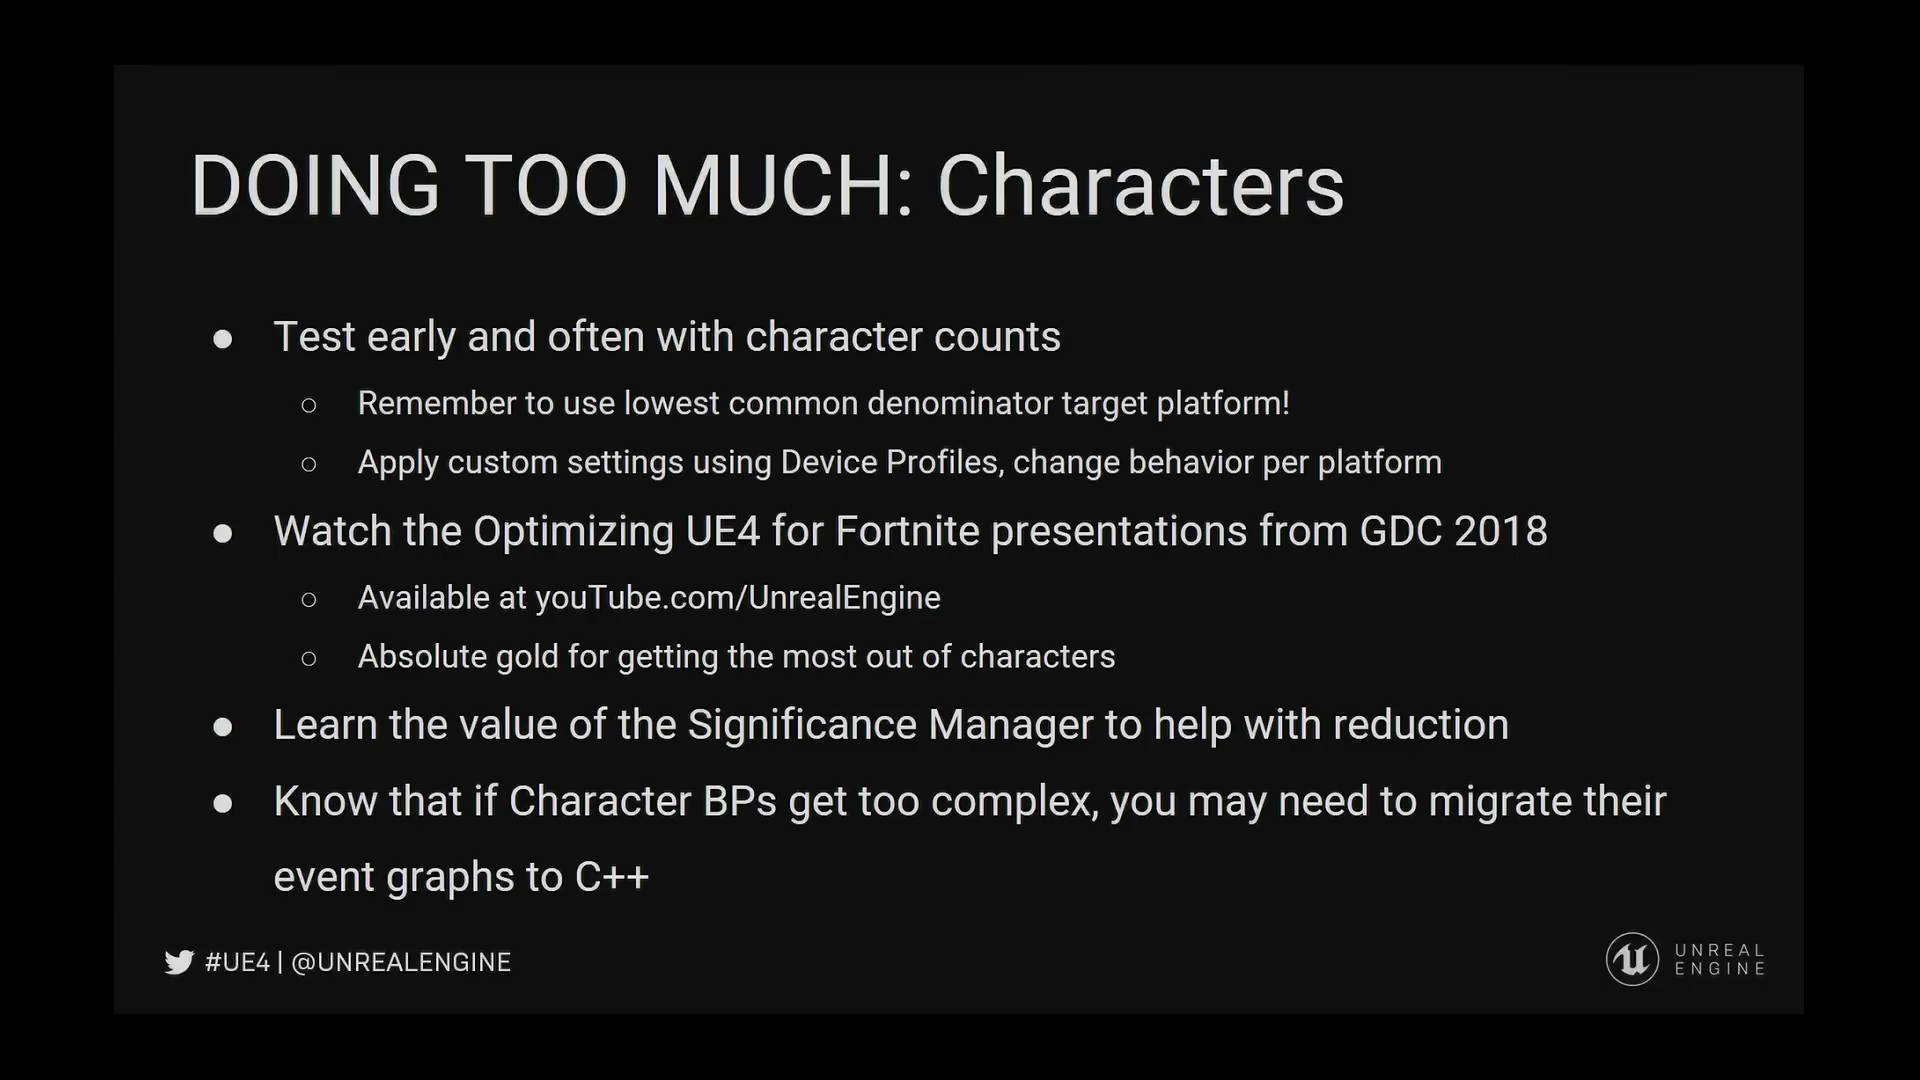 DOING TOO MUCH: Characters
● Test early and often with character counts
○ Remember to use lowest common denominator target platform!
○ Apply custom settings using Device Profiles, change behavior per platform
● Watch the Optimizing UE4 for Fortnite presentations from GDC 2018
○ Available at youTube.com/UnrealEngine
○ Absolute gold for getting the most out of characters
● Learn the value of the Significance Manager to help with reduction
● Know that if Character BPs get too complex, you may need to migrate their
event graphs to C++
#UE4 | @UNREALENGINE
UNREAL
ENGINE